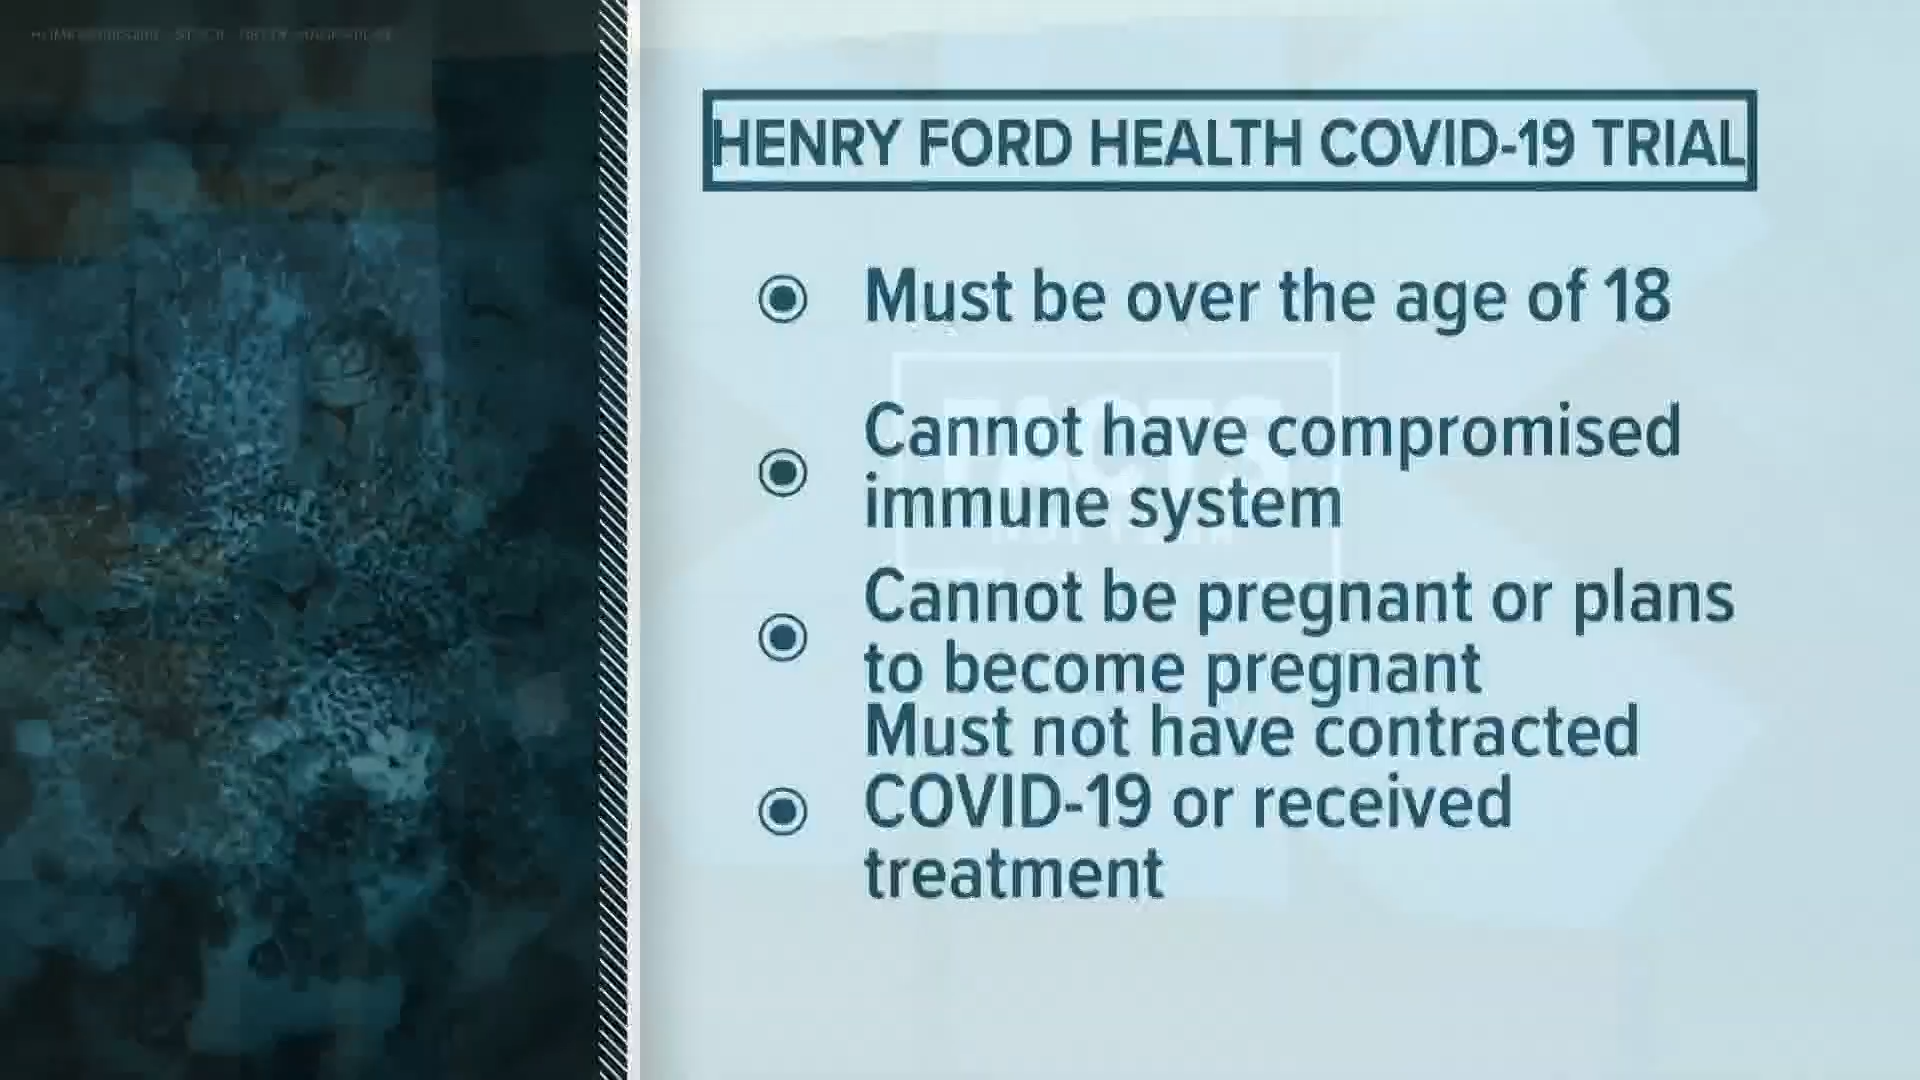 HENRY FORD HEALTH COVID-19 TRIAL
Must be over the age of 18
Cannot have compromised
immune system
Cannot be pregnant or plans
to become pregnant
Must not have contracted
COVID-19 or received
treatment
FACTS